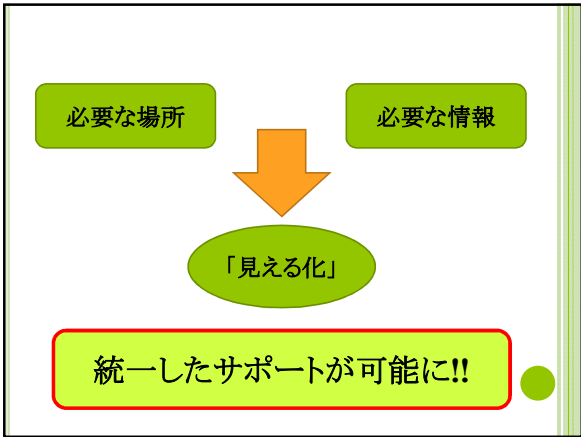 必要な場所
必要な情報
「見える化」
統一したサポートが可能に!!